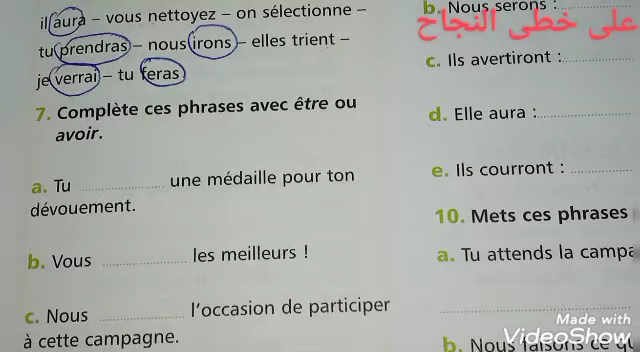 il aura – vous nettoyez – on sélectionne –
tu prendras – nous irons – elles trient –
je verrai – tu feras
7. Complète ces phrases avec être ou
avoir.
a. Tu .................... une médaille pour ton
dévouement.
b. Vous .................... les meilleurs !
c. Nous .................... l'occasion de participer
à cette campagne.
b. Nous serons : ....................
على خطى النجاح
c. Ils avertiront : ....................
d. Elle aura : ....................
e. Ils courront : ....................
10. Mets ces phrases
a. Tu attends la campa
....................
b. Nous faisons ce qu
Made with
VideoShow